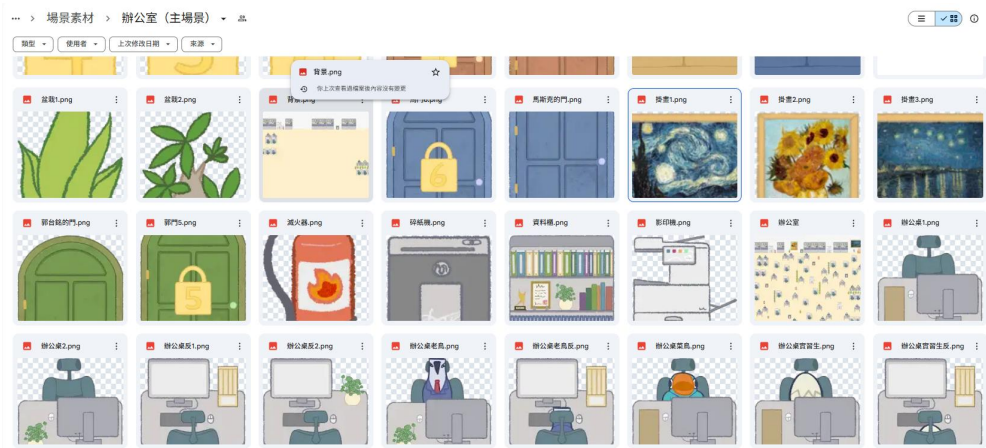 ··· > 場景素材 > 辦公室（主場景）
類型 使用者 上次修改日期 來源
背景.png
你上次查看過檔案後內容沒有變更
盆栽1.png 盆栽2.png 背景.png 馬斯克的門.png 掛畫1.png 掛畫2.png 掛畫3.png
6
郭台銘的門.png 郭門5.png 滅火器.png 碎紙機.png 資料櫃.png 影印機.png 辦公室 辦公桌1.png
5
辦公桌2.png 辦公桌反1.png 辦公桌反2.png 辦公桌老鳥.png 辦公桌老鳥反.png 辦公桌菜鳥.png 辦公桌實習生.png 辦公桌實習生反.png